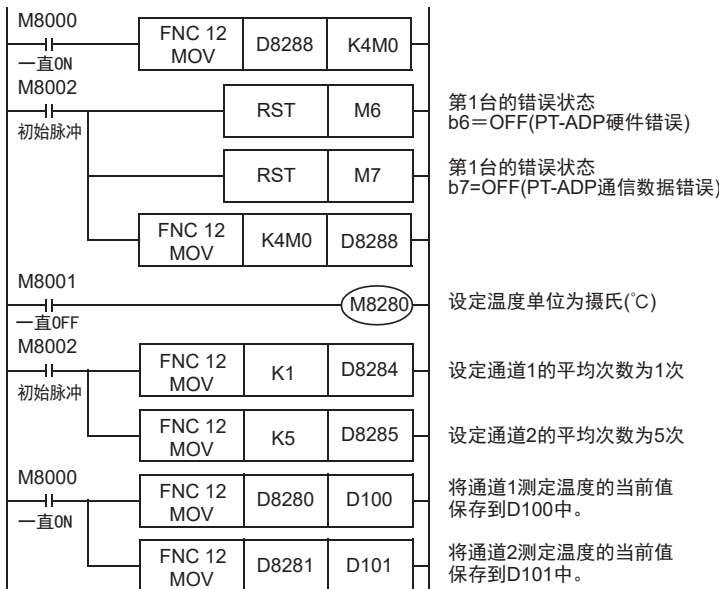 M8000
FNC 12
MOV
D8288
K4M0
一直ON
M8002
初始脉冲
RST
M6
第1台的错误状态
b6＝OFF(PT-ADP硬件错误)
RST
M7
第1台的错误状态
b7=OFF(PT-ADP通信数据错误)
FNC 12
MOV
K4M0
D8288
M8001
一直OFF
M8280
设定温度单位为摄氏(℃)
M8002
初始脉冲
FNC 12
MOV
K1
D8284
设定通道1的平均次数为1次
FNC 12
MOV
K5
D8285
设定通道2的平均次数为5次
M8000
一直ON
FNC 12
MOV
D8280
D100
将通道1测定温度的当前值
保存到D100中。
FNC 12
MOV
D8281
D101
将通道2测定温度的当前值
保存到D101中。